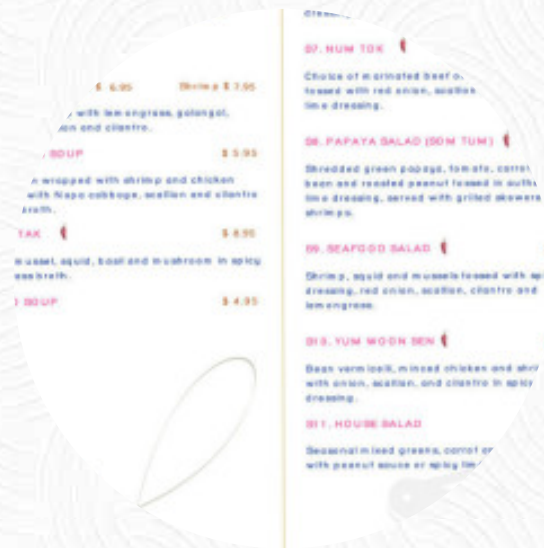 $ 6.95 Shrimp $ 7.95
with lemongrass, galangal,
and cilantro.
SOUP $ 5.95
wrapped with shrimp and chicken
with Napa cabbage, scallion and cilantro
broth.
TAK $ 8.95
mussel, squid, basil and mushroom in spicy
broth.
SOUP $ 4.95
07. NUM TOK
Choice of marinated beef o
tossed with red onion, scallion
lime dressing.
08. PAPAYA SALAD (SOM TUM)
Shredded green papaya, tomato, carrot
bean and roasted peanut tossed in
lime dressing, served with grilled skewers
shrimps.
09. SEAFOOD SALAD
Shrimp, squid and mussels tossed with
dressing, red onion, scallion, cilantro and
lemongrass.
YUM WOON SEN
Bean vermicelli, minced chicken and
with onion, scallion, and cilantro in spicy
dressing.
HOUSE SALAD
Seasonal mixed greens, carrot
with peanut sauce or spicy